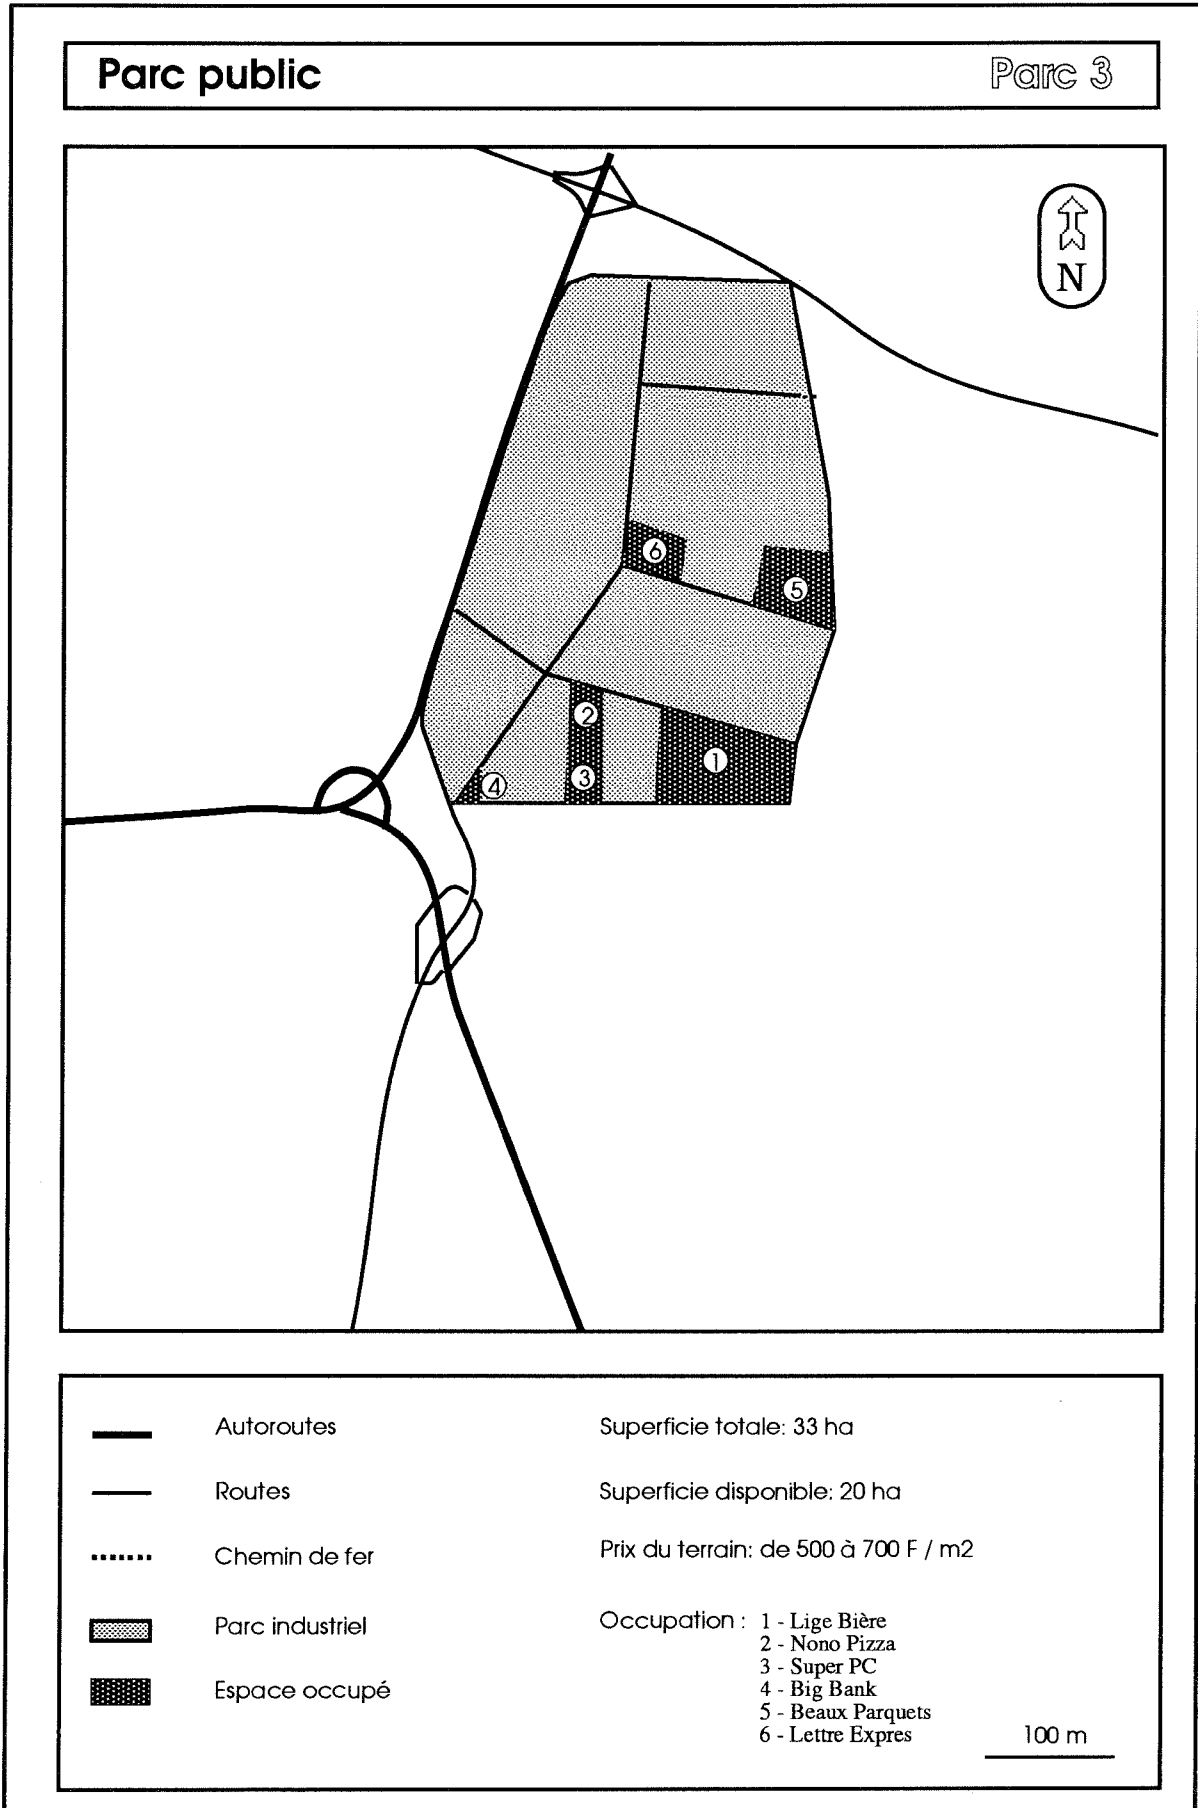 Parc public
Parc 3
N
6
5
2
1
3
4
Autoroutes
Routes
Chemin de fer
Parc industriel
Espace occupé
Superficie totale: 33 ha
Superficie disponible: 20 ha
Prix du terrain: de 500 à 700 F / m2
Occupation : 1 - Lige Bière
2 - Nono Pizza
3 - Super PC
4 - Big Bank
5 - Beaux Parquets
6 - Lettre Expres
100 m